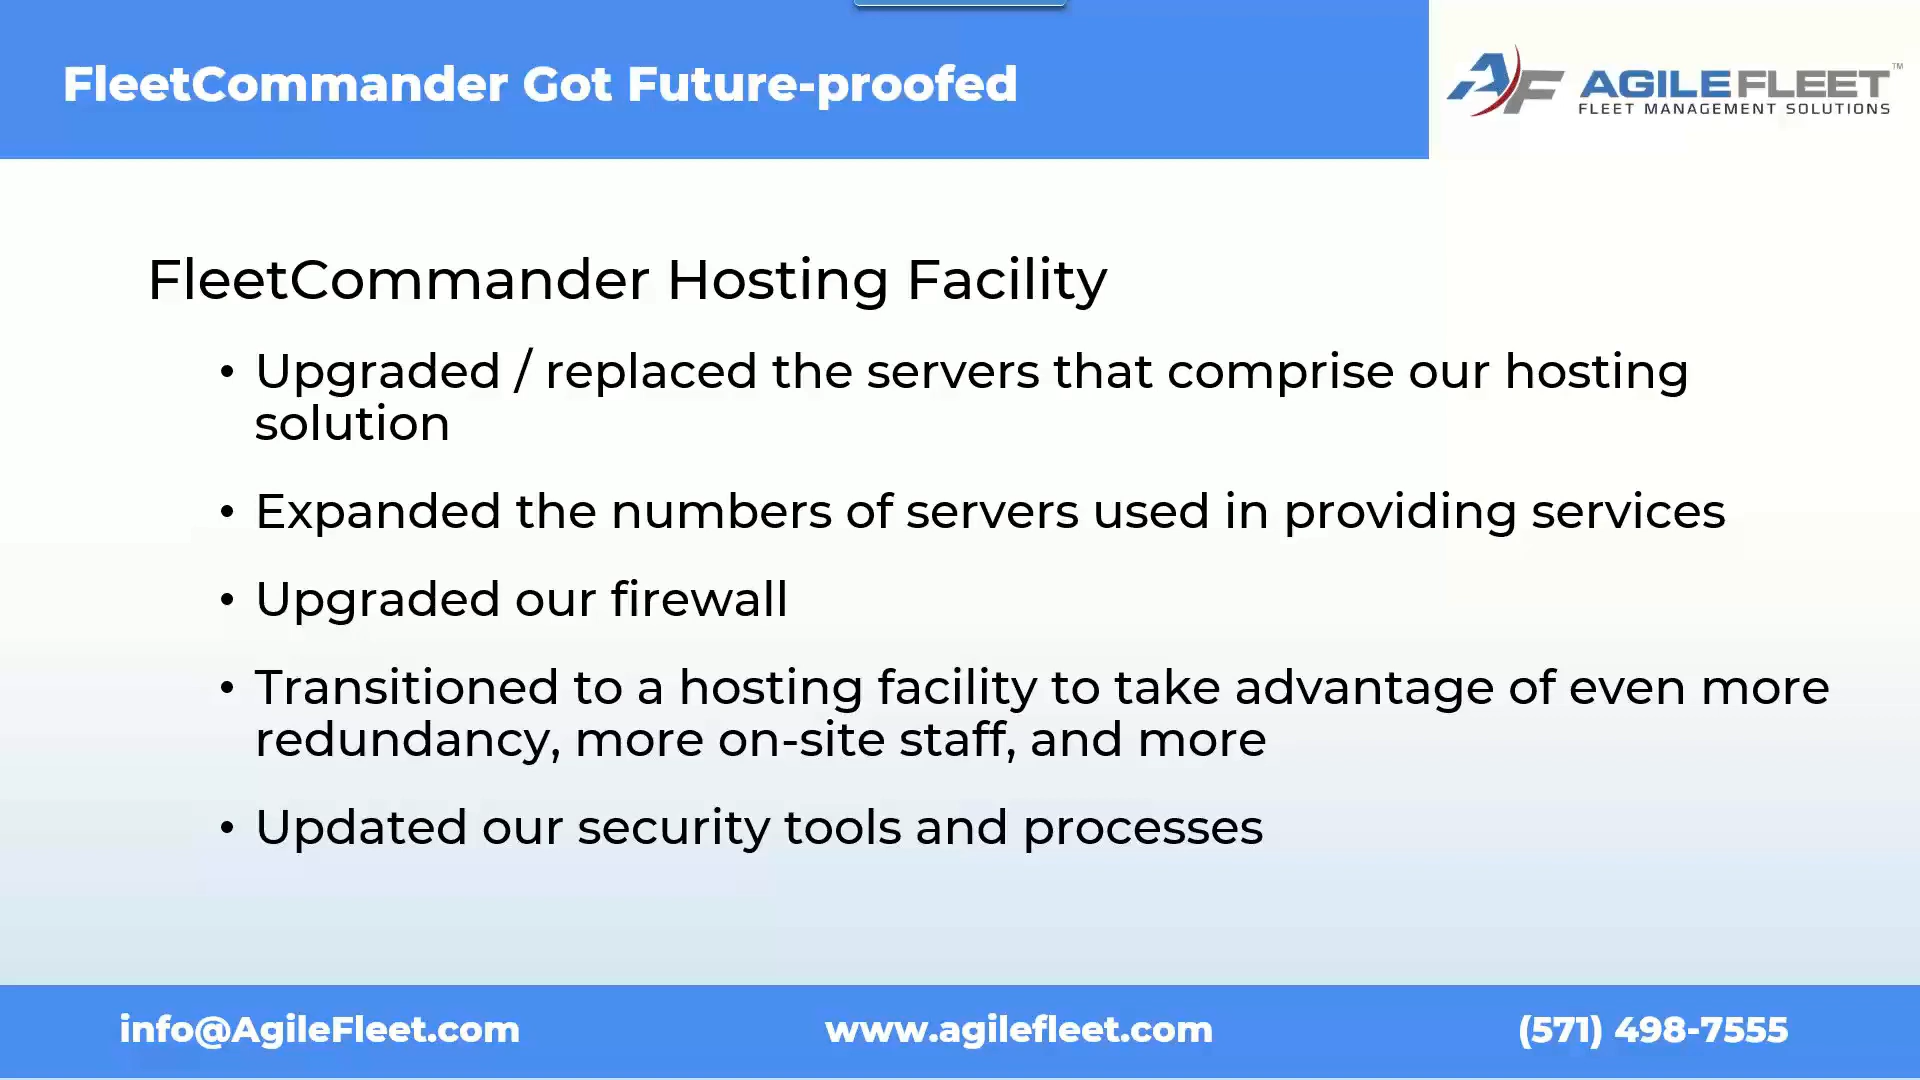 FleetCommander Got Future-proofed
AF AGILEFLEET™
FLEET MANAGEMENT SOLUTIONS
FleetCommander Hosting Facility
• Upgraded / replaced the servers that comprise our hosting
solution
• Expanded the numbers of servers used in providing services
• Upgraded our firewall
• Transitioned to a hosting facility to take advantage of even more
redundancy, more on-site staff, and more
• Updated our security tools and processes
info@AgileFleet.com
www.agilefleet.com
(571) 498-7555